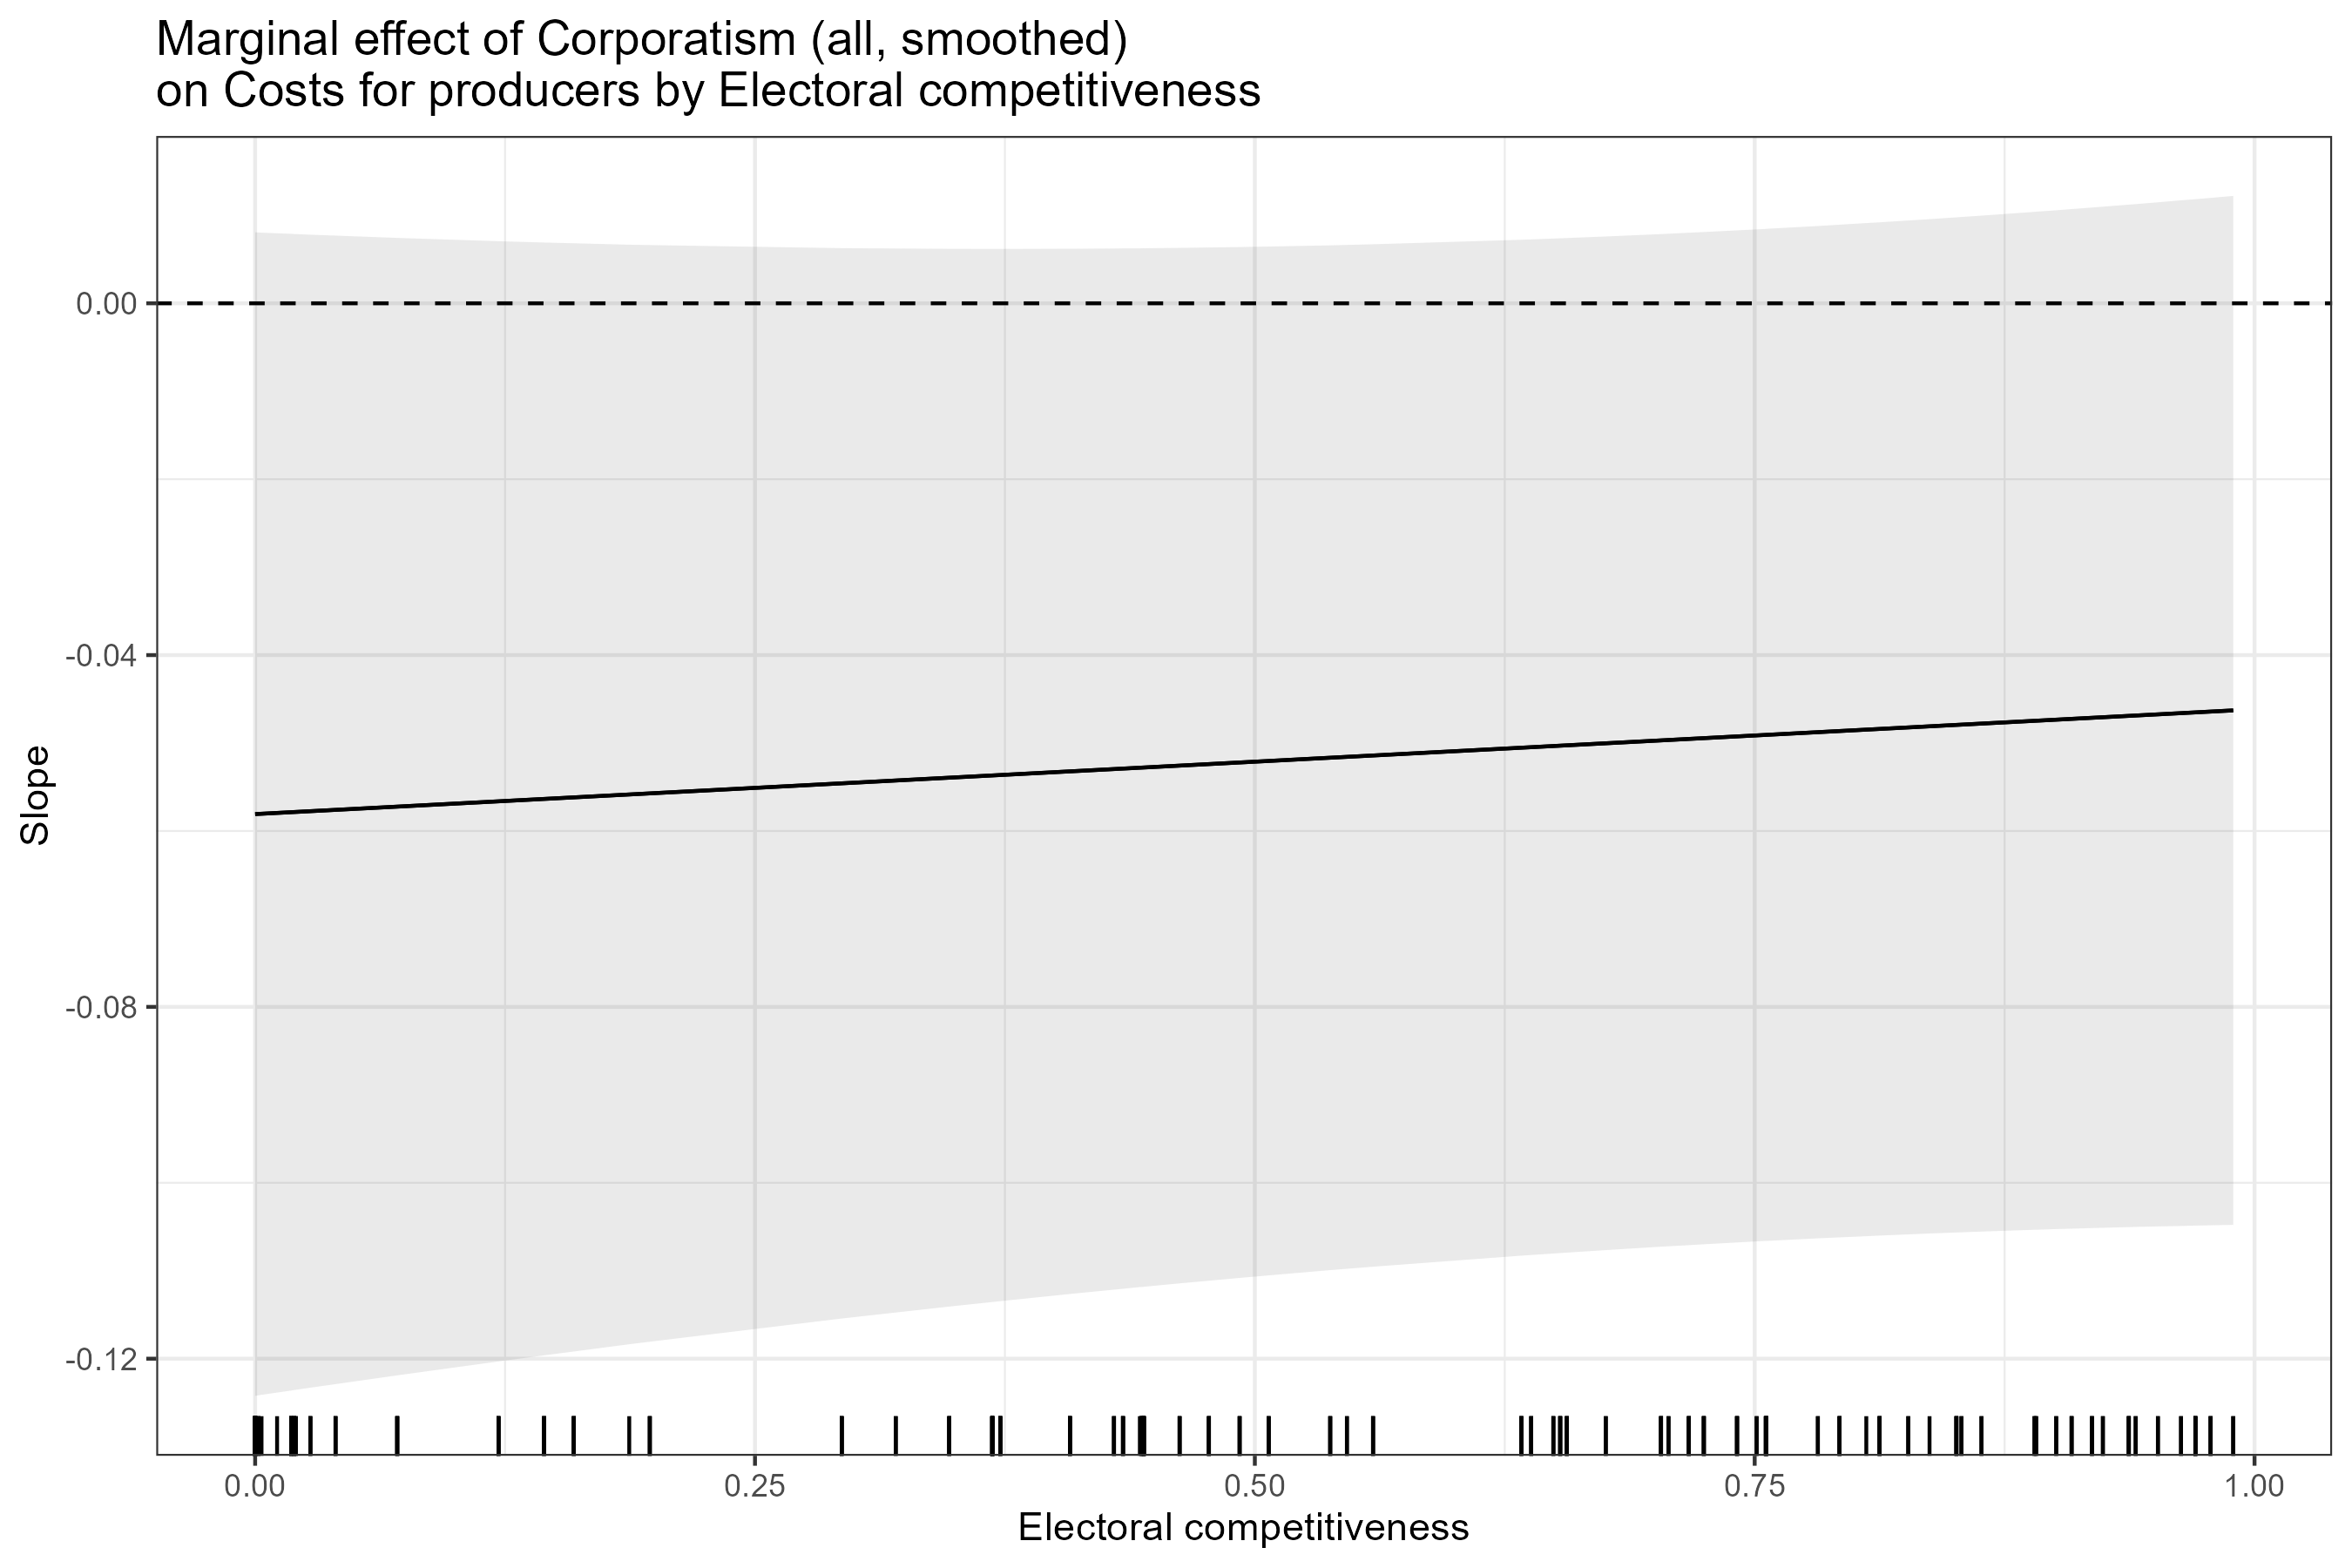 Marginal effect of Corporatism (all, smoothed)
on Costs for producers by Electoral competitiveness
Slope
0.00
-0.04
-0.08
-0.12
0.00 0.25 0.50 0.75 1.00
Electoral competitiveness